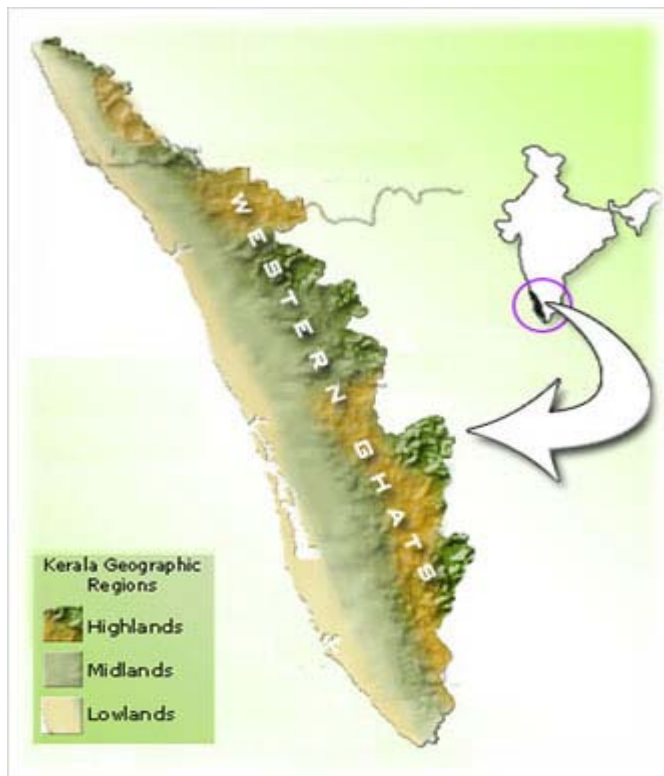 WESTERN GHATS
Kerala Geographic
Regions
Highlands
Midlands
Lowlands